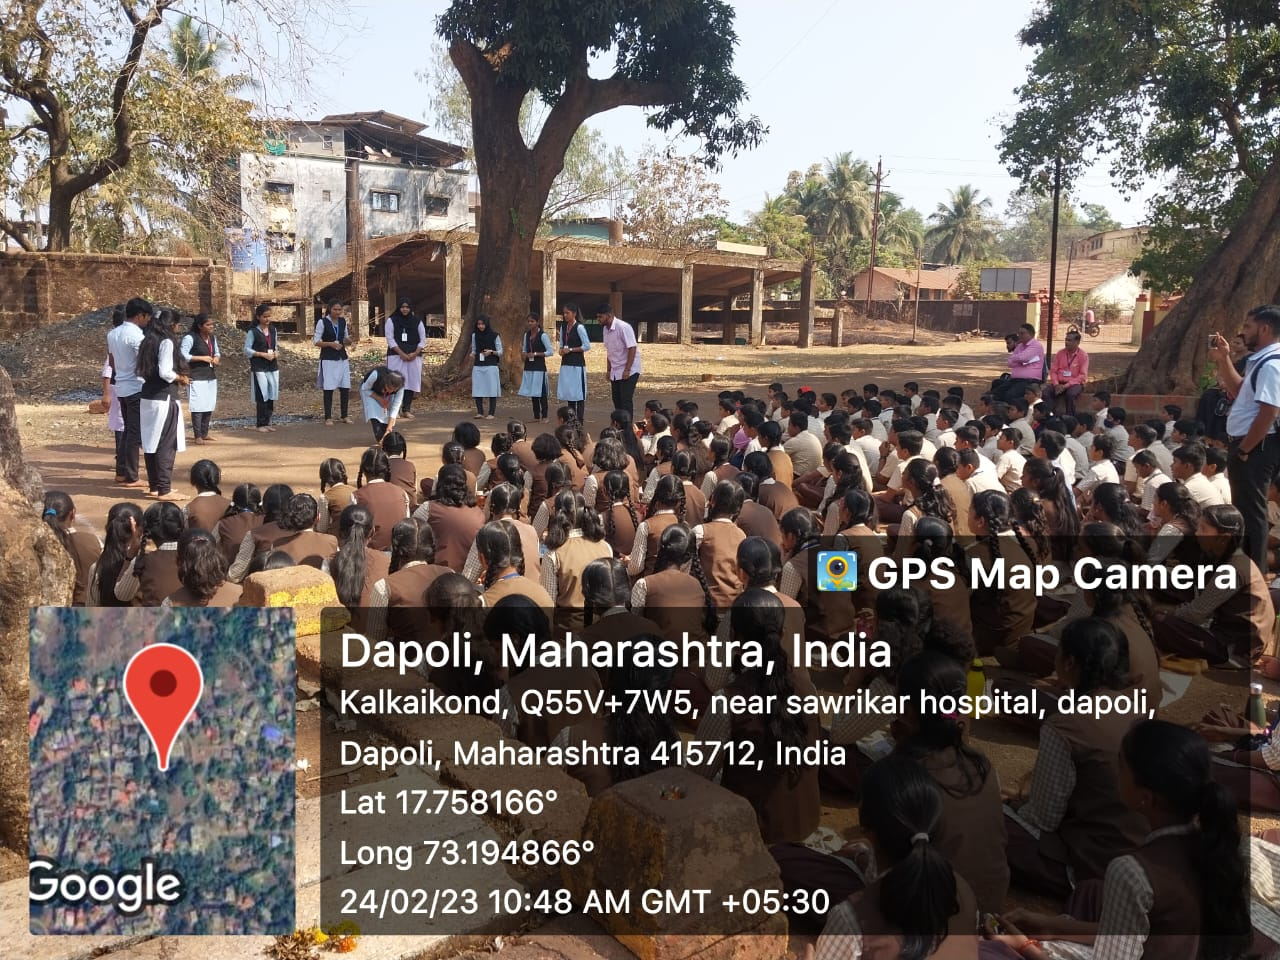 GPS Map Camera
Dapoli, Maharashtra, India
Kalkaikond, Q55V+7W5, near sawrikar hospital, dapoli,
Dapoli, Maharashtra 415712, India
Lat 17.758166°
Long 73.194866°
24/02/23 10:48 AM GMT +05:30
Google